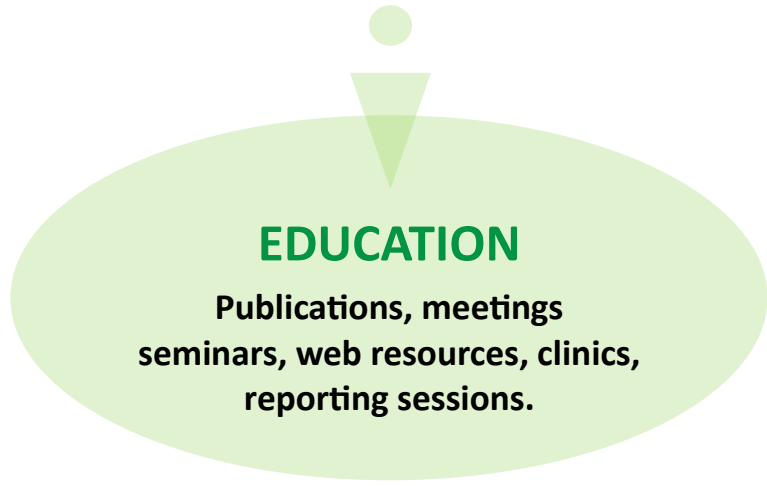 EDUCATION
Publications, meetings
seminars, web resources, clinics,
reporting sessions.